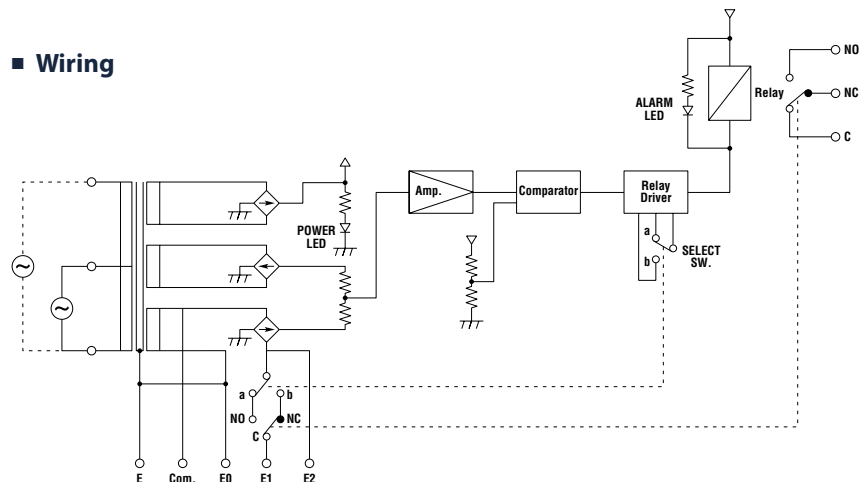 ■ Wiring
NO
NC
C
Relay
ALARM
LED
Amp.
Comparator
Relay
Driver
a
b
SELECT
SW.
POWER
LED
a
b
NO
NC
C
E
Com.
E0
E1
E2